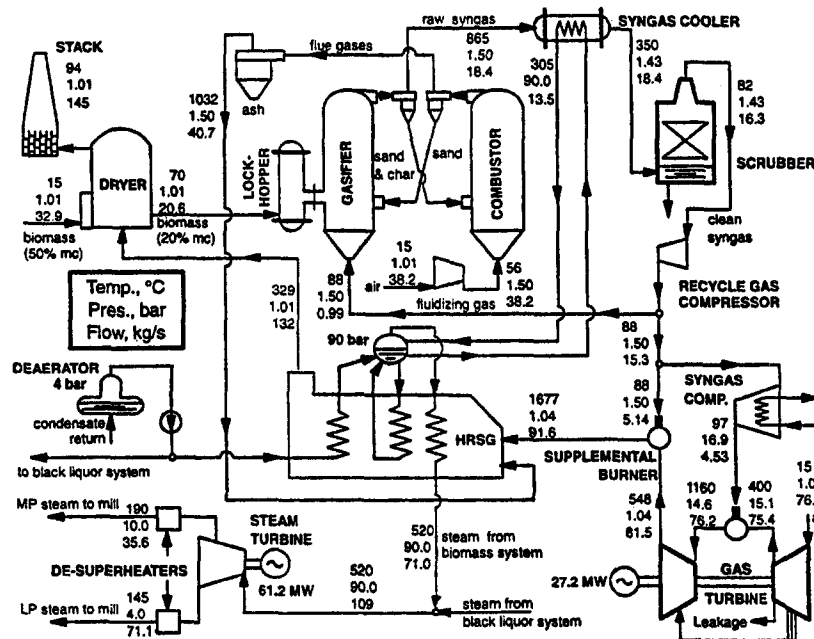 STACK
94
1.01
145
raw syngas
865
1.50
18.4
SYNGAS COOLER
flue gases
ash
1032
1.50
40.7
305
90.0
13.5
350
1.43
18.4
82
1.43
16.3
SCRUBBER
DRYER
15
1.01
32.9
biomass
(50% mc)
70
1.01
20.6
biomass
(20% mc)
LOCK-
HOPPER
GASIFIER
sand
& char
sand
COMBUSTOR
clean
syngas
15
1.01
38.2
air
56
1.50
38.2
88
1.50
0.99
fluidizing gas
RECYCLE GAS
COMPRESSOR
Temp., °C
Pres., bar
Flow, kg/s
329
1.01
132
90 bar
88
1.50
15.3
DEAERATOR
4 bar
condensate
return
to black liquor system
HRSG
1677
1.04
91.6
88
1.50
5.14
SUPPLEMENTAL
BURNER
SYNGAS
COMP.
97
16.9
4.53
MP steam to mill
190
10.0
35.6
STEAM
TURBINE
61.2 MW
DE-SUPERHEATERS
LP steam to mill
145
4.0
71.1
520
90.0
71.0
steam from
biomass system
520
90.0
109
steam from
black liquor system
548
1.04
81.5
1160
14.6
76.2
400
15.1
75.4
15
1.0
76.
27.2 MW
GAS
TURBINE
Leakage